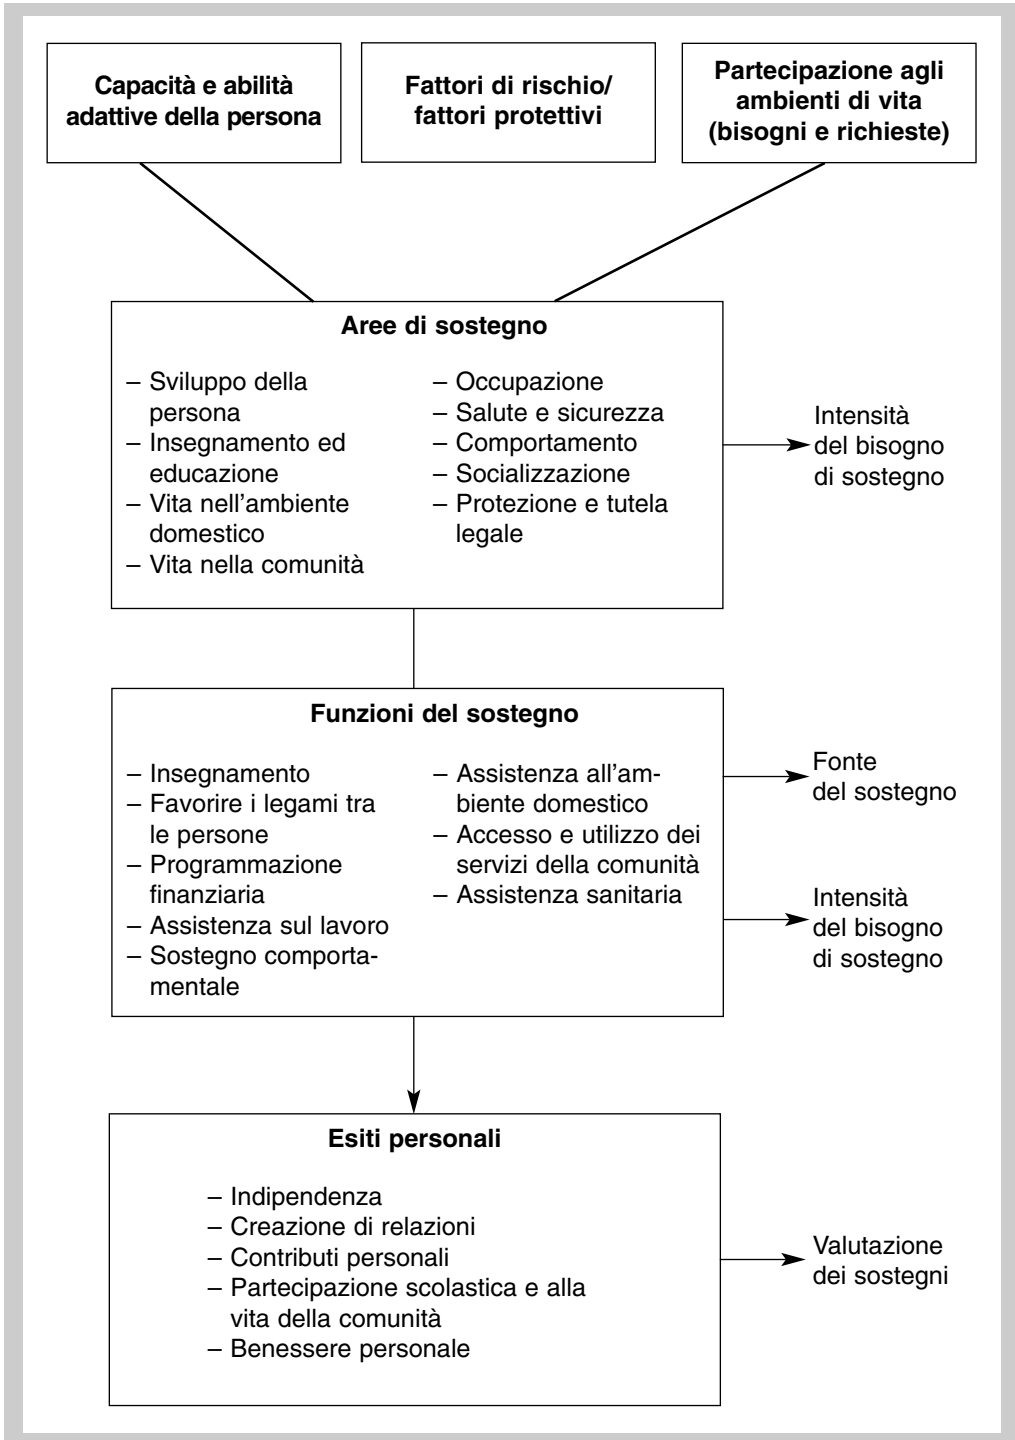 Capacità e abilità
adattive della persona
Fattori di rischio/
fattori protettivi
Partecipazione agli
ambienti di vita
(bisogni e richieste)
Aree di sostegno
– Sviluppo della
persona
– Insegnamento ed
educazione
– Vita nell'ambiente
domestico
– Vita nella comunità
– Occupazione
– Salute e sicurezza
– Comportamento
– Socializzazione
– Protezione e tutela
legale
Intensità
del bisogno
di sostegno
Funzioni del sostegno
– Insegnamento
– Favorire i legami tra
le persone
– Programmazione
finanziaria
– Assistenza sul lavoro
– Sostegno comporta-
mentale
– Assistenza all'am-
biente domestico
– Accesso e utilizzo dei
servizi della comunità
– Assistenza sanitaria
Fonte
del sostegno
Intensità
del bisogno
di sostegno
Esiti personali
– Indipendenza
– Creazione di relazioni
– Contributi personali
– Partecipazione scolastica e alla
vita della comunità
– Benessere personale
Valutazione
dei sostegni